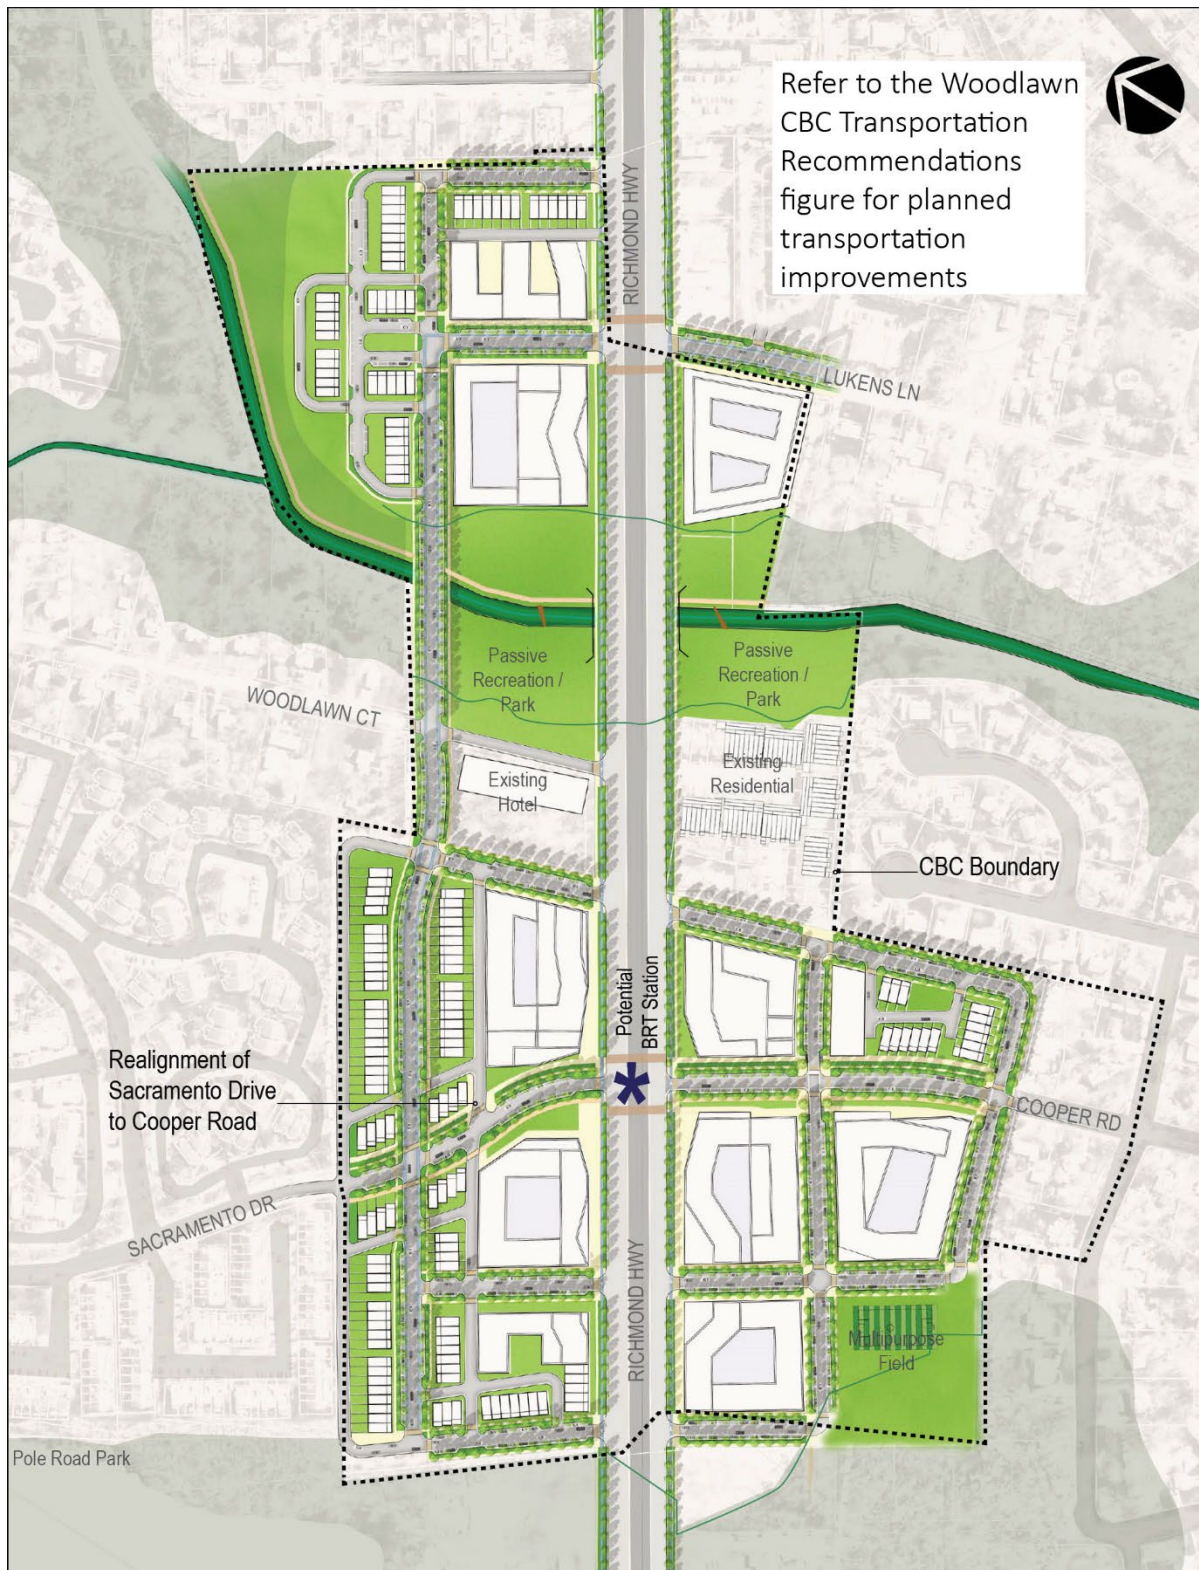 Refer to the Woodlawn
CBC Transportation
Recommendations
figure for planned
transportation
improvements
RICHMOND HWY
LUKENS LN
Passive
Recreation /
Park
Passive
Recreation /
Park
WOODLAWN CT
Existing
Hotel
Existing
Residential
CBC Boundary
Potential
BRT Station
Realignment of
Sacramento Drive
to Cooper Road
COOPER RD
SACRAMENTO DR
RICHMOND HWY
Multipurpose
Field
Pole Road Park